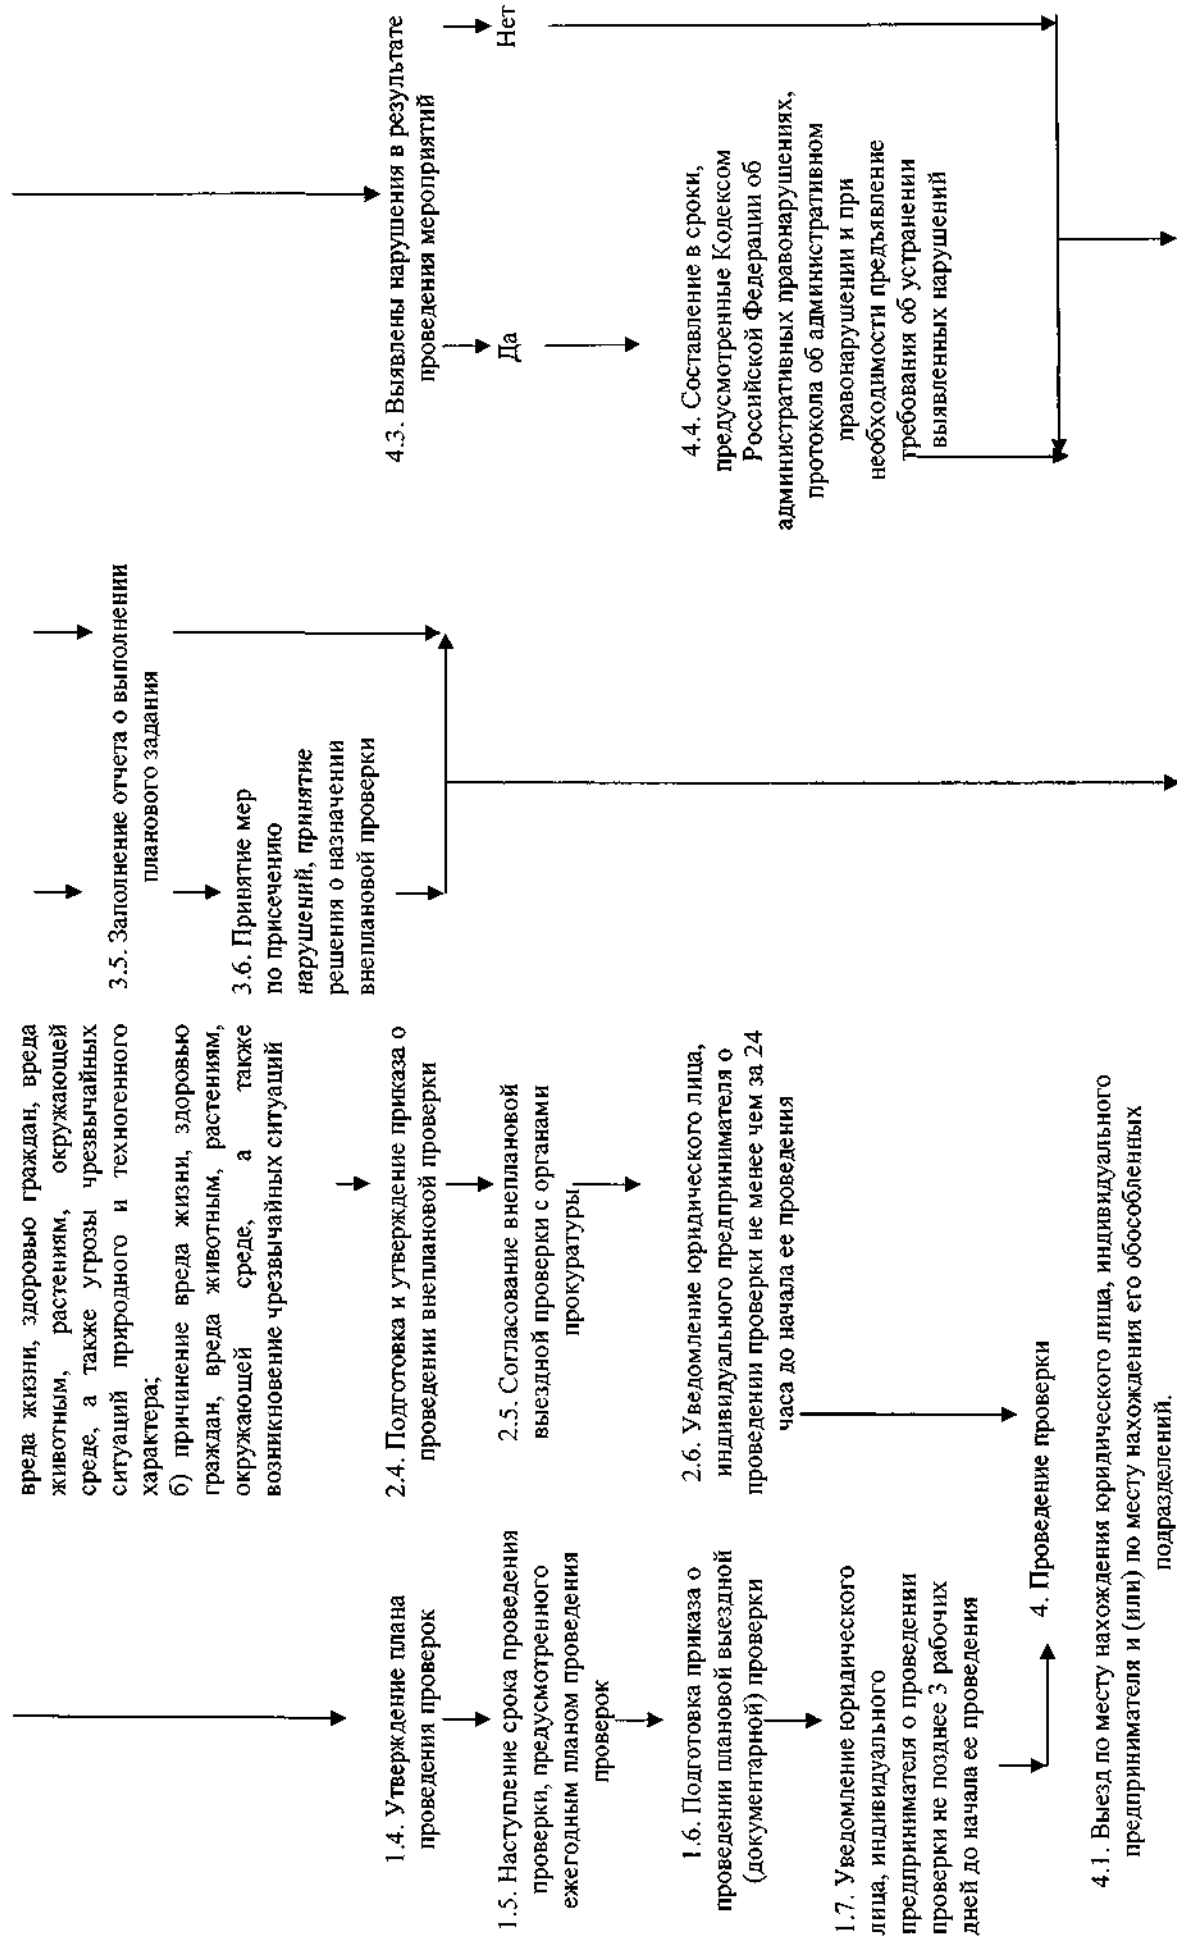 1.4. Утверждение плана
проведения проверок
1.5. Наступление срока проведения
проверки, предусмотренного
ежегодным планом проведения
проверок
1.6. Подготовка приказа о
проведении плановой выездной
(документарной) проверки
1.7. Уведомление юридического
лица, индивидуального
предпринимателя о проведении
проверки не позднее 3 рабочих
дней до начала ее проведения
вреда жизни, здоровью граждан, вреда
животным, растениям, окружающей
среде, а также угрозы чрезвычайных
ситуаций природного и техногенного
характера;
б) причинение вреда жизни, здоровью
граждан, вреда животным, растениям,
окружающей среде, а также
возникновение чрезвычайных ситуаций
2.4. Подготовка и утверждение приказа о
проведении внеплановой проверки
2.5. Согласование внеплановой
выездной проверки с органами
прокуратуры
2.6. Уведомление юридического лица,
индивидуального предпринимателя о
проведении проверки не менее чем за 24
часа до начала ее проведения
4. Проведение проверки
4.1. Выезд по месту нахождения юридического лица, индивидуального
предпринимателя и (или) по месту нахождения его обособленных
подразделений.
3.5. Заполнение отчета о выполнении
планового задания
3.6. Принятие мер
по присечению
нарушений, принятие
решения о назначении
внеплановой проверки
4.3. Выявлены нарушения в результате
проведения мероприятий
Да
Нет
4.4. Составление в сроки,
предусмотренные Кодексом
Российской Федерации об
административных правонарушениях,
протокола об административном
правонарушении и при
необходимости предъявление
требования об устранении
выявленных нарушений